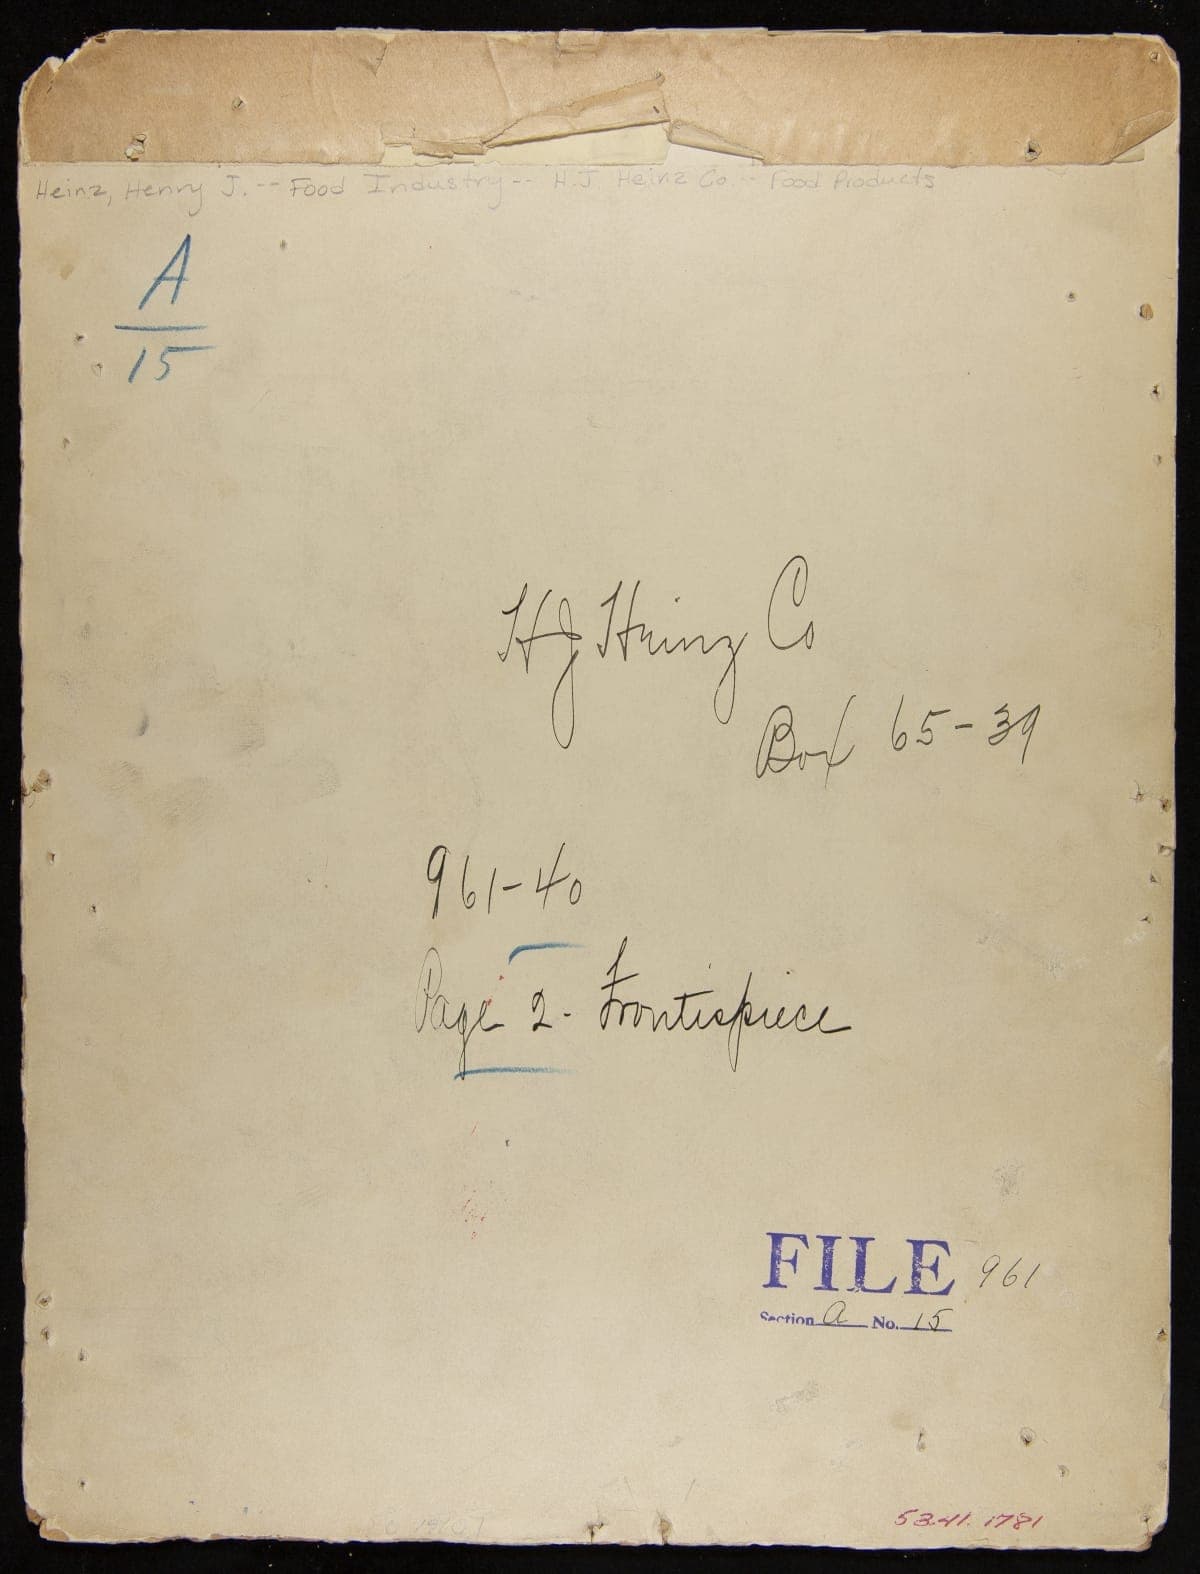 Heinz, Henry J. -- Food Industry -- H.J. Heinz Co -- Food Products
A
15
HJ Heinz Co
Box 65-39
961-40
Page 2- Frontispiece
FILE 961
Section A No. 15
53.41.1781